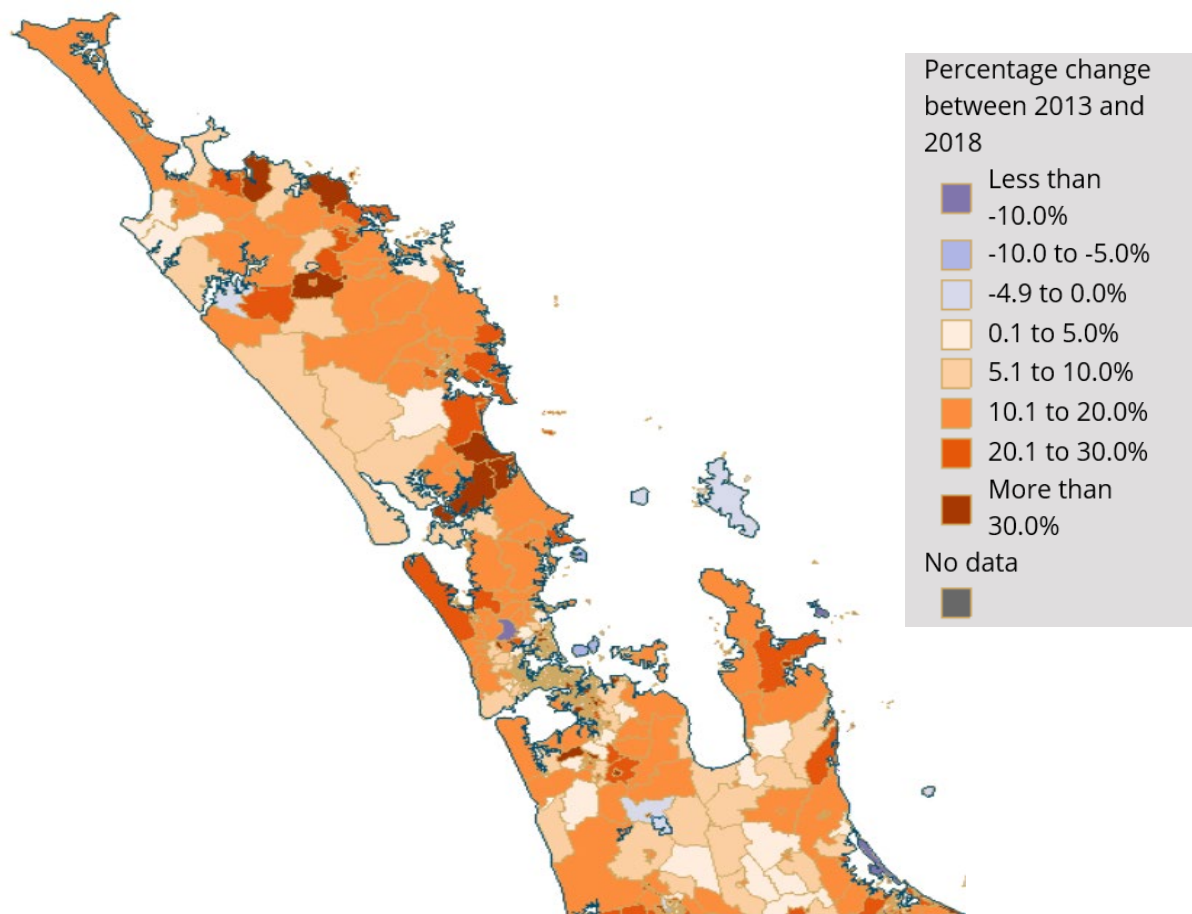 Percentage change
between 2013 and
2018
Less than
-10.0%
-10.0 to -5.0%
-4.9 to 0.0%
0.1 to 5.0%
5.1 to 10.0%
10.1 to 20.0%
20.1 to 30.0%
More than
30.0%
No data